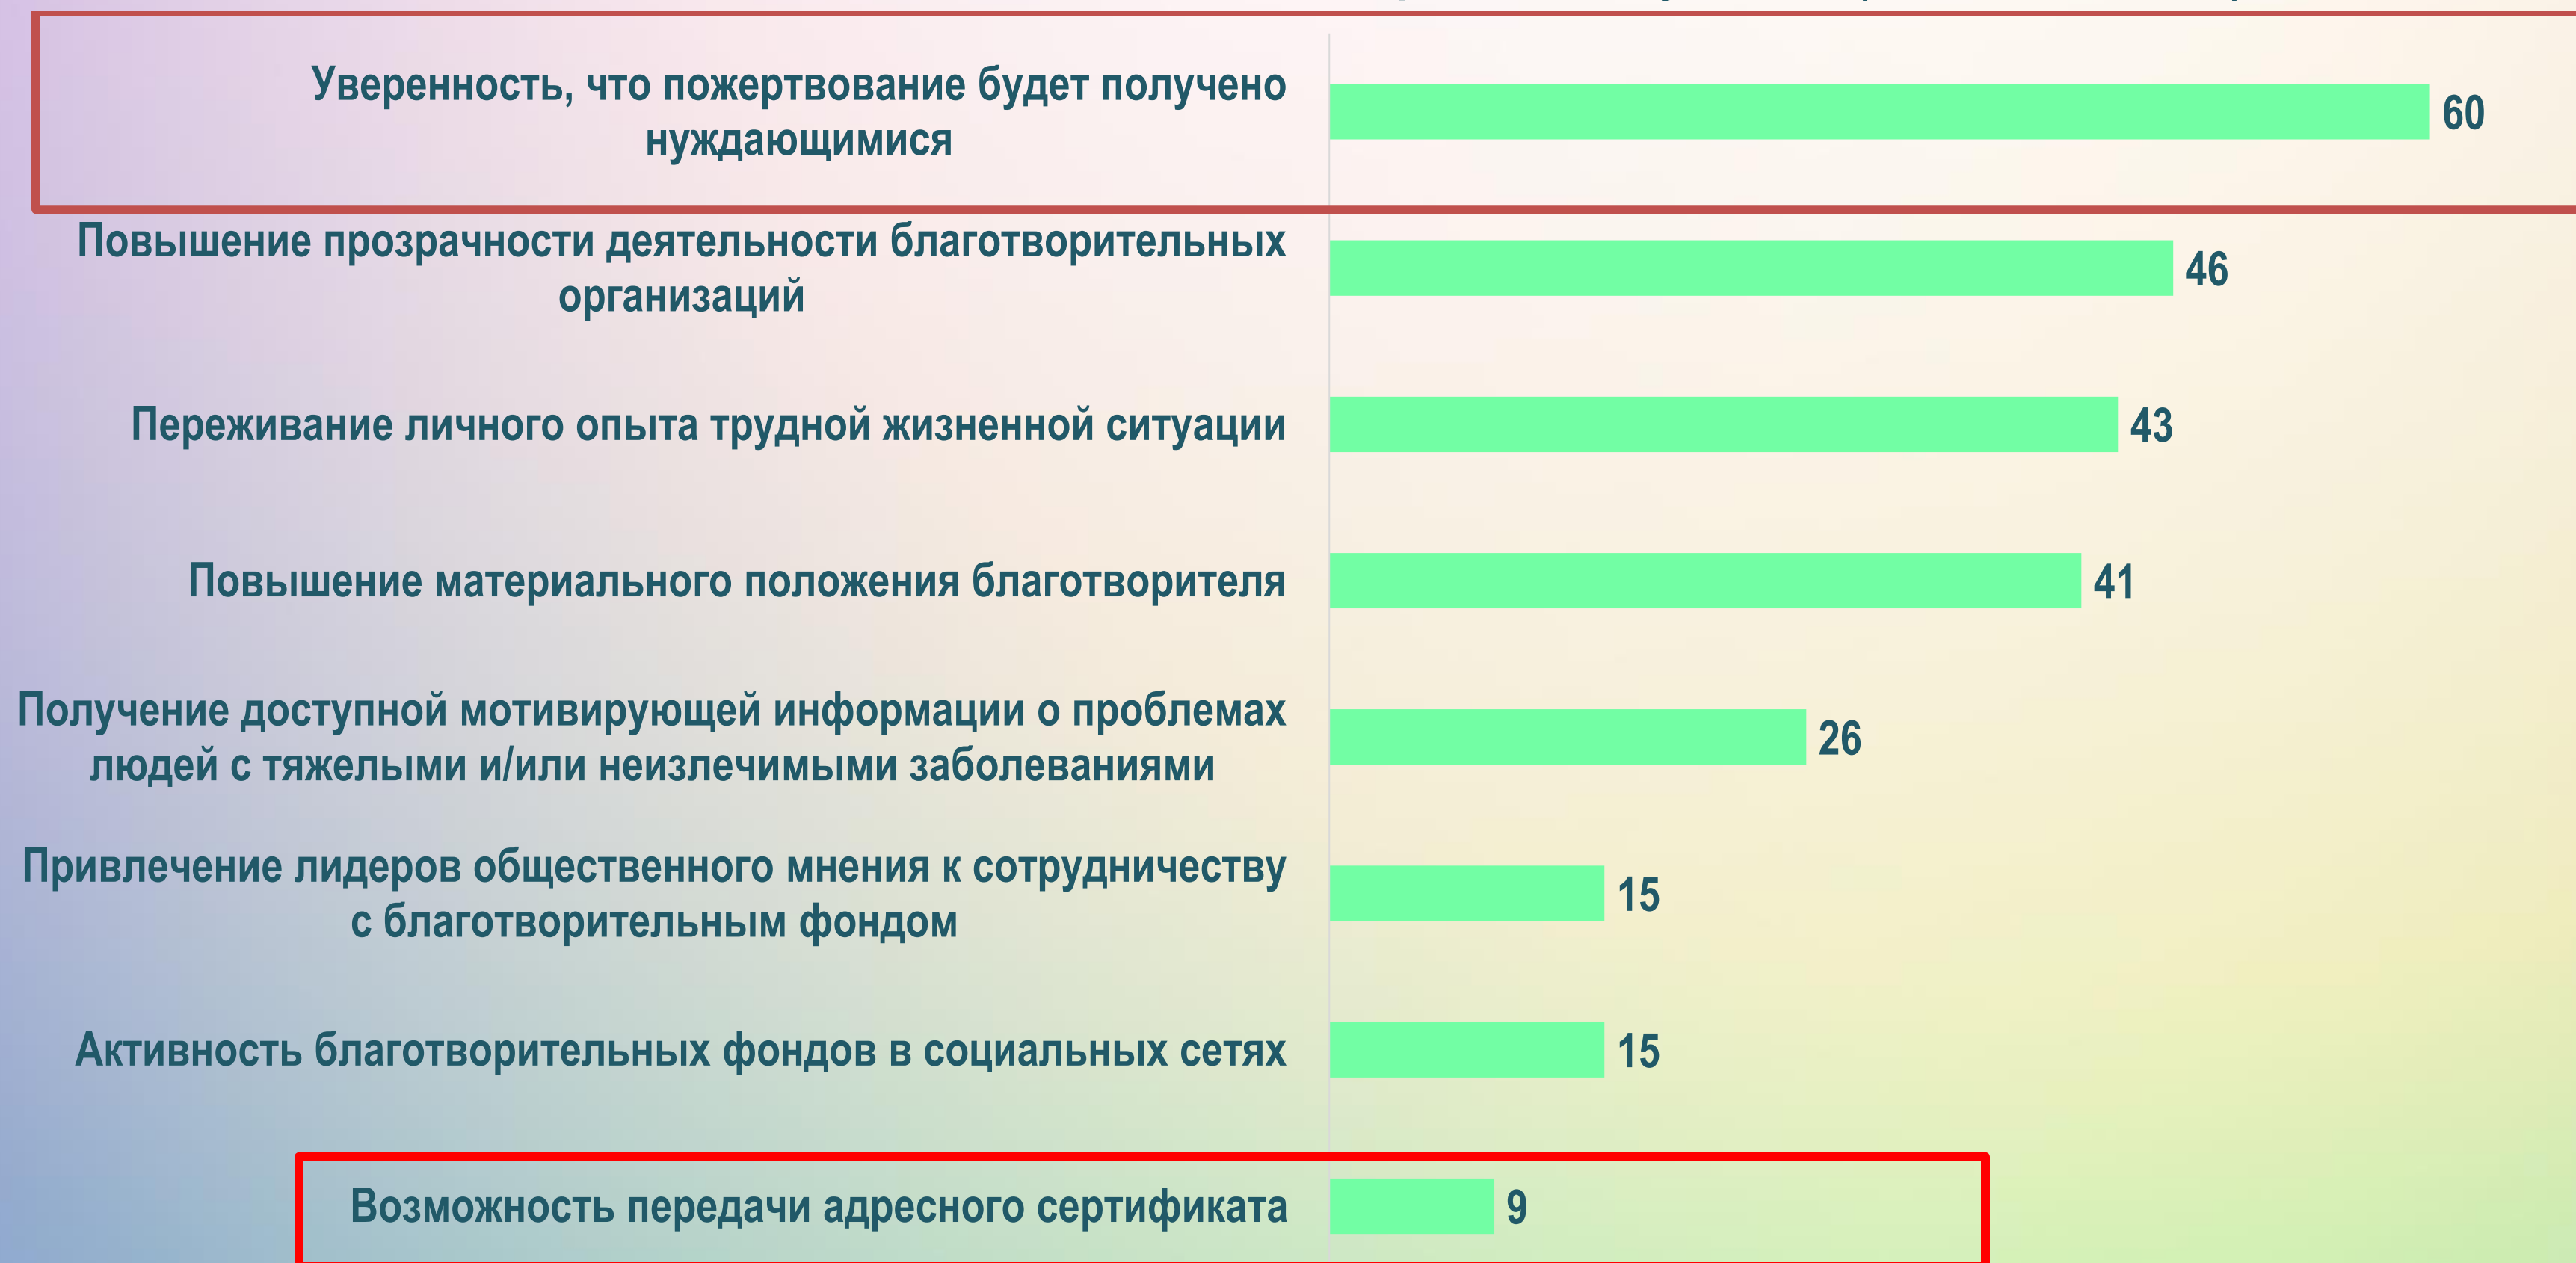 Уверенность, что пожертвование будет получено
нуждающимися
60
Повышение прозрачности деятельности благотворительных
организаций
46
Переживание личного опыта трудной жизненной ситуации
43
Повышение материального положения благотворителя
41
Получение доступной мотивирующей информации о проблемах
людей с тяжелыми и/или неизлечимыми заболеваниями
26
Привлечение лидеров общественного мнения к сотрудничеству
с благотворительным фондом
15
Активность благотворительных фондов в социальных сетях
15
Возможность передачи адресного сертификата
9